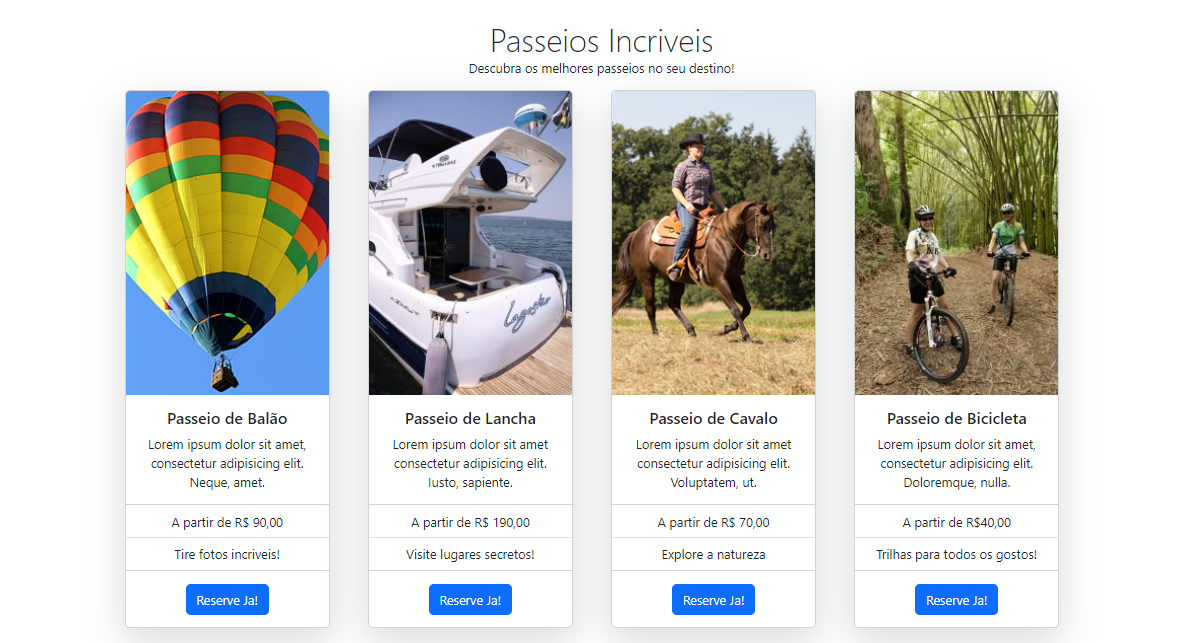 Passeios Incriveis
Descubra os melhores passeios no seu destino!
Passeio de Balão
Lorem ipsum dolor sit amet,
consectetur adipisicing elit.
Neque, amet.
A partir de R$ 90,00
Tire fotos incriveis!
Reserve Ja!
Passeio de Lancha
Lorem ipsum dolor sit amet
consectetur adipisicing elit.
Iusto, sapiente.
A partir de R$ 190,00
Visite lugares secretos!
Reserve Ja!
Passeio de Cavalo
Lorem ipsum dolor sit amet
consectetur adipisicing elit.
Voluptatem, ut.
A partir de R$ 70,00
Explore a natureza
Reserve Ja!
Passeio de Bicicleta
Lorem ipsum dolor sit amet,
consectetur adipisicing elit.
Doloremque, nulla.
A partir de R$40,00
Trilhas para todos os gostos!
Reserve Ja!